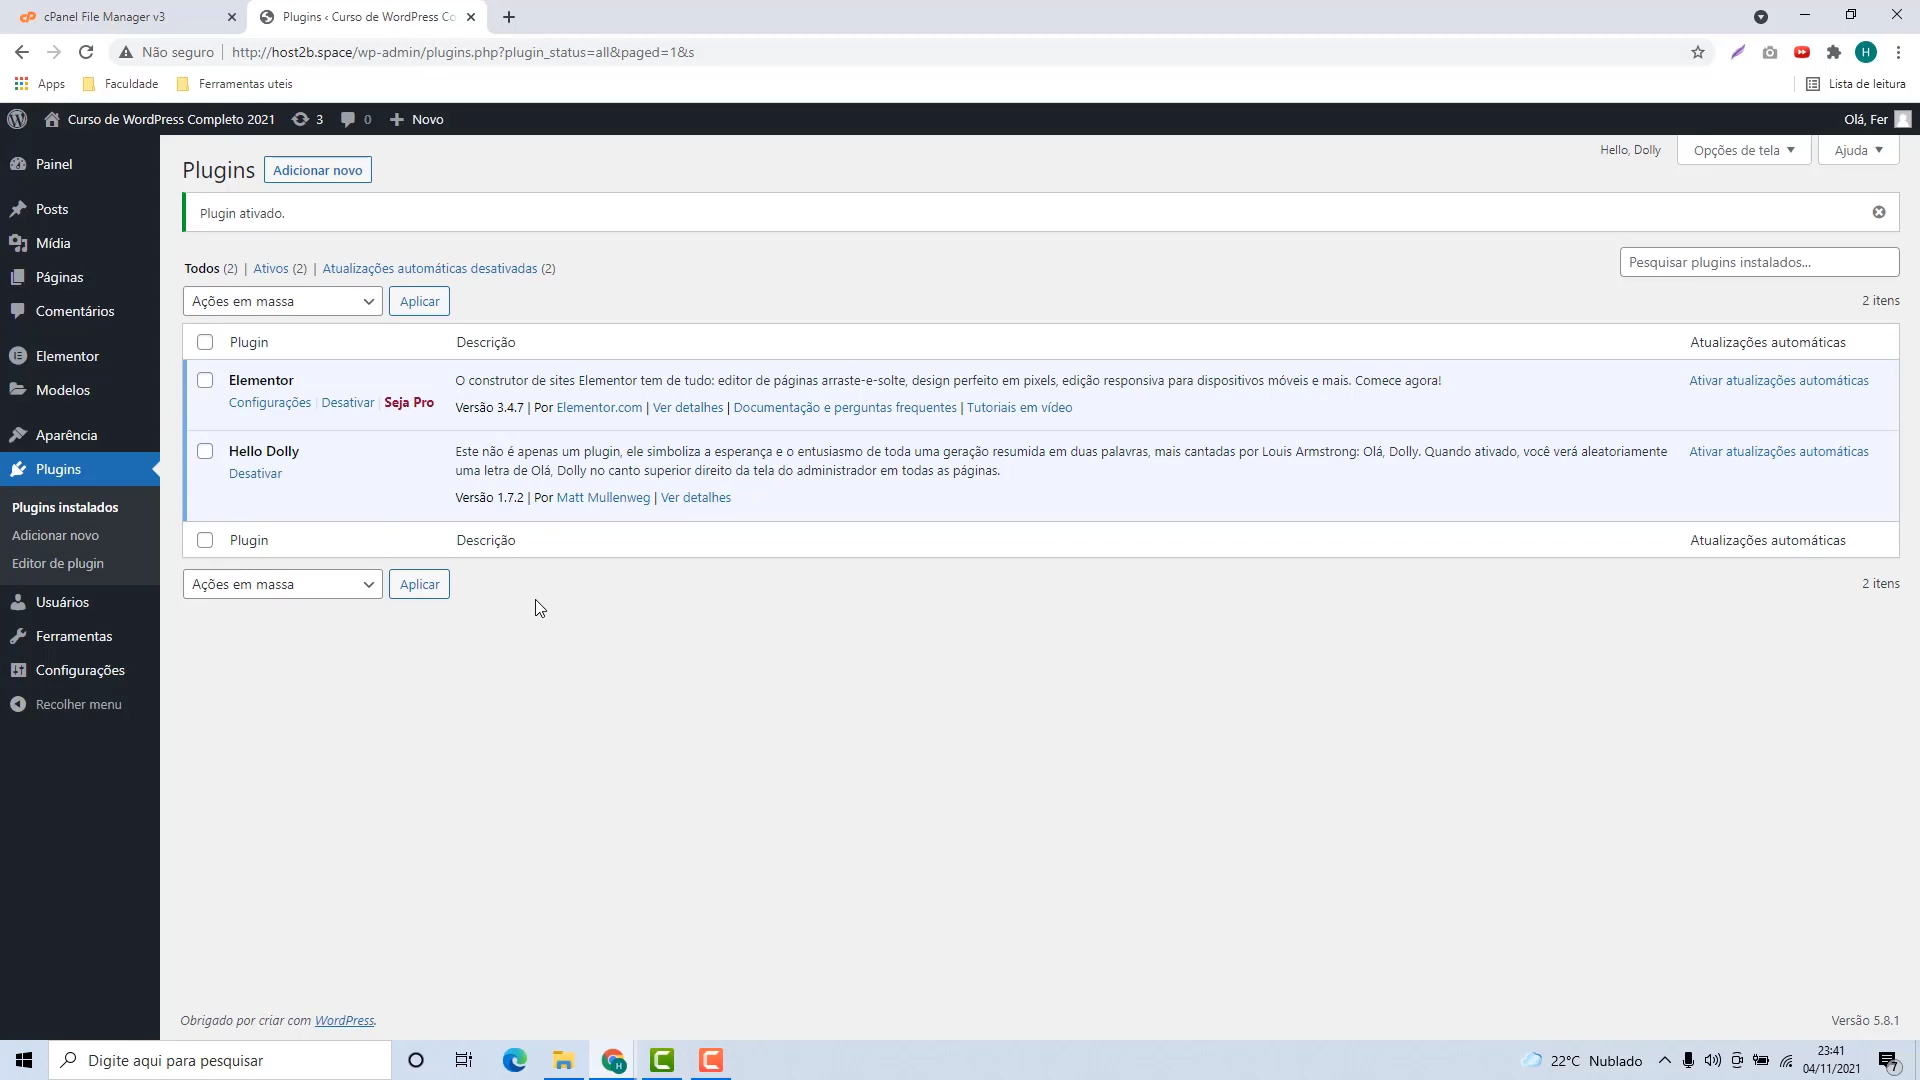 cPanel File Manager v3
Plugins ‹ Curso de WordPress Co
Não seguro
http://host2b.space/wp-admin/plugins.php?plugin_status=all&paged=1&s
H
Apps
Faculdade
Ferramentas uteis
Lista de leitura
Curso de WordPress Completo 2021
3
0
Novo
Olá, Fer
Painel
Posts
Mídia
Páginas
Comentários
Elementor
Modelos
Aparência
Plugins
Plugins instalados
Adicionar novo
Editor de plugin
Usuários
Ferramentas
Configurações
Recolher menu
Hello, Dolly
Opções de tela
Ajuda
Plugins
Adicionar novo
Plugin ativado.
Todos (2) | Ativos (2) | Atualizações automáticas desativadas (2)
Pesquisar plugins instalados...
Ações em massa
Aplicar
2 itens
Plugin
Descrição
Atualizações automáticas
Elementor
Configurações | Desativar | Seja Pro
O construtor de sites Elementor tem de tudo: editor de páginas arraste-e-solte, design perfeito em pixels, edição responsiva para dispositivos móveis e mais. Comece agora!
Versão 3.4.7 | Por Elementor.com | Ver detalhes | Documentação e perguntas frequentes | Tutoriais em vídeo
Ativar atualizações automáticas
Hello Dolly
Desativar
Este não é apenas um plugin, ele simboliza a esperança e o entusiasmo de toda uma geração resumida em duas palavras, mais cantadas por Louis Armstrong: Olá, Dolly. Quando ativado, você verá aleatoriamente
uma letra de Olá, Dolly no canto superior direito da tela do administrador em todas as páginas.
Versão 1.7.2 | Por Matt Mullenweg | Ver detalhes
Ativar atualizações automáticas
Plugin
Descrição
Atualizações automáticas
Ações em massa
Aplicar
2 itens
Obrigado por criar com WordPress.
Versão 5.8.1
Digite aqui para pesquisar
22°C Nublado
23:41
04/11/2021
7